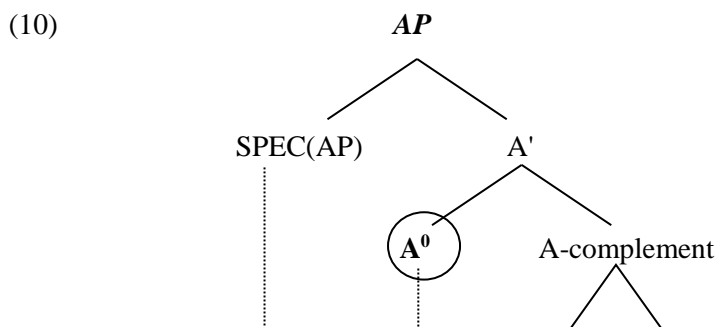 (10) AP
SPEC(AP) A'
A⁰ A-complement